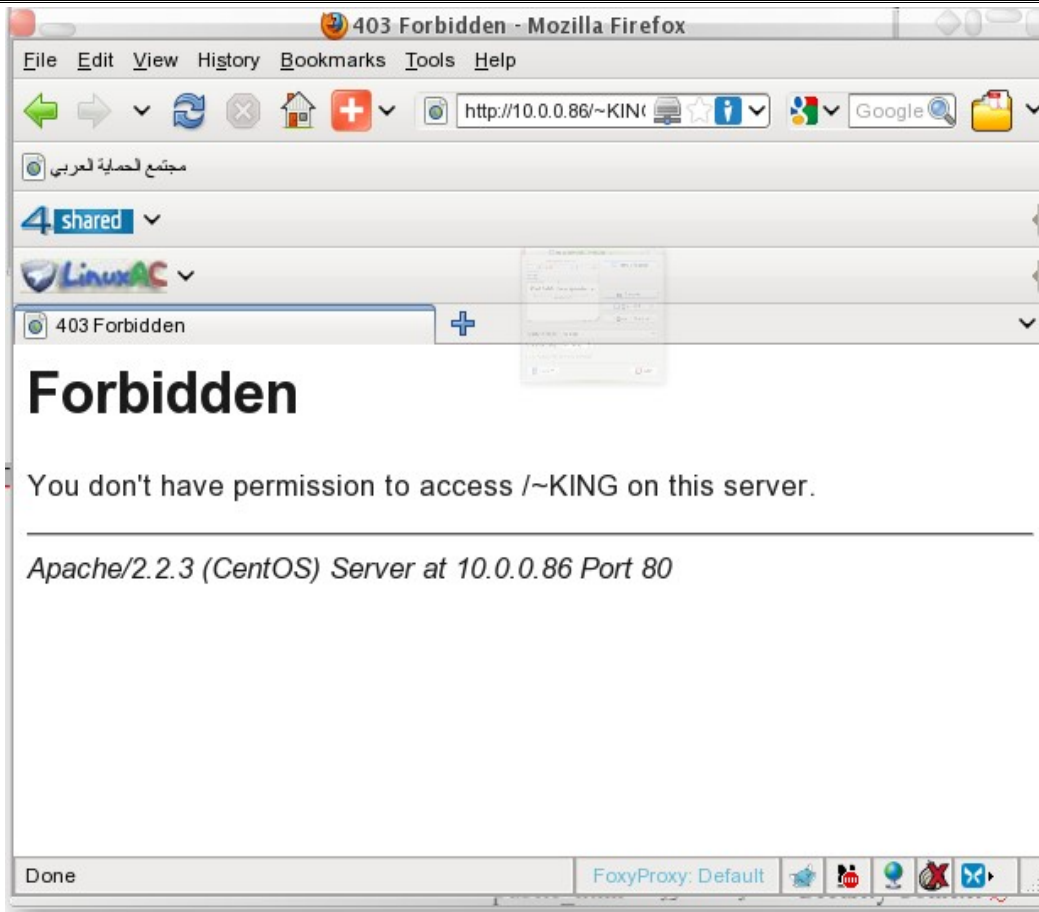 403 Forbidden - Mozilla Firefox
File Edit View History Bookmarks Tools Help
http://10.0.0.86/~KING Google
مجتمع الحماية العربي
4 shared
LinuxAC
403 Forbidden
Forbidden
You don't have permission to access /~KING on this server.
Apache/2.2.3 (CentOS) Server at 10.0.0.86 Port 80
Done FoxyProxy: Default